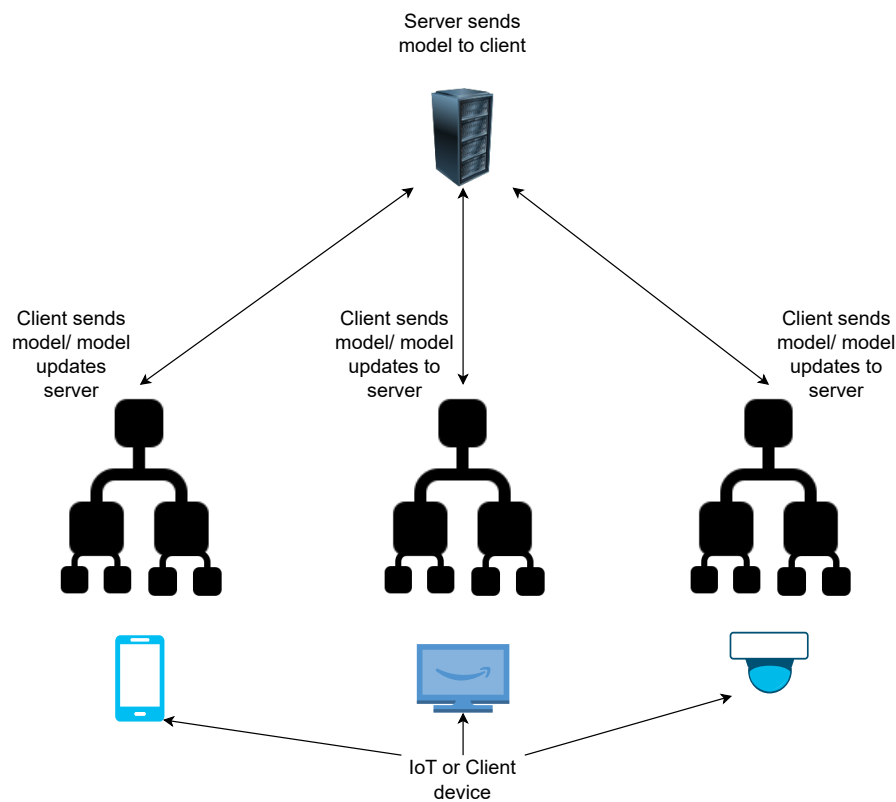 Server sends
model to client
Client sends
model/ model
updates
server
Client sends
model/ model
updates to
server
Client sends
model/ model
updates to
server
IoT or Client
device